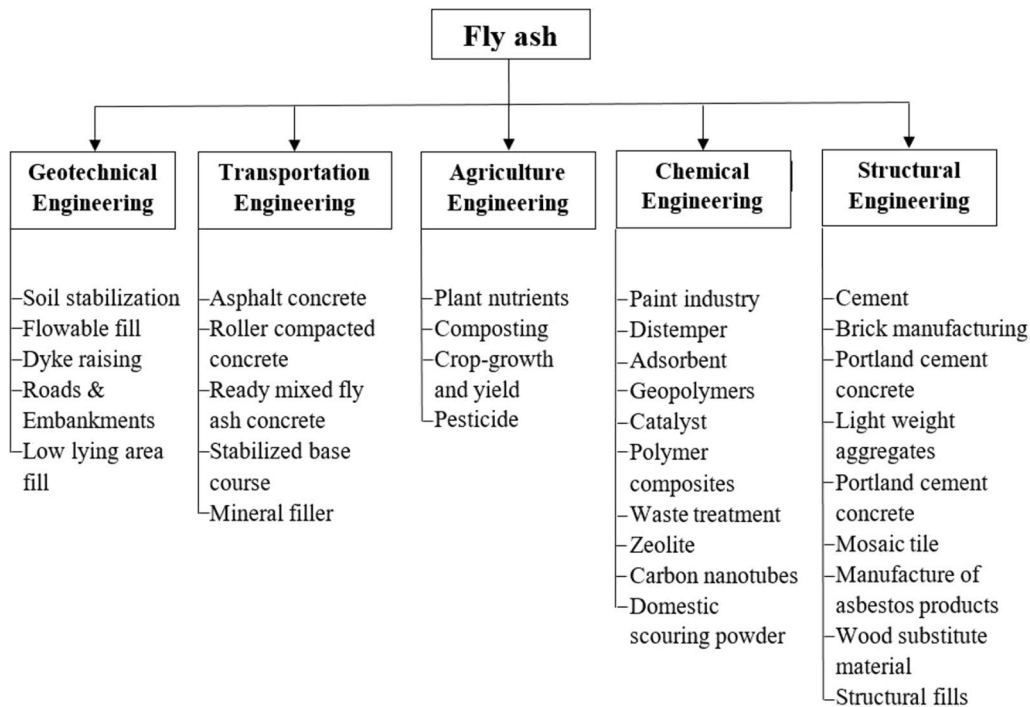 Fly ash
Geotechnical
Engineering
Soil stabilization
Flowable fill
Dyke raising
Roads &
Embankments
Low lying area
fill
Transportation
Engineering
Asphalt concrete
Roller compacted
concrete
Ready mixed fly
ash concrete
Stabilized base
course
Mineral filler
Agriculture
Engineering
Plant nutrients
Composting
Crop-growth
and yield
Pesticide
Chemical
Engineering
Paint industry
Distemper
Adsorbent
Geopolymers
Catalyst
Polymer
composites
Waste treatment
Zeolite
Carbon nanotubes
Domestic
scouring powder
Structural
Engineering
Cement
Brick manufacturing
Portland cement
concrete
Light weight
aggregates
Portland cement
concrete
Mosaic tile
Manufacture of
asbestos products
Wood substitute
material
Structural fills